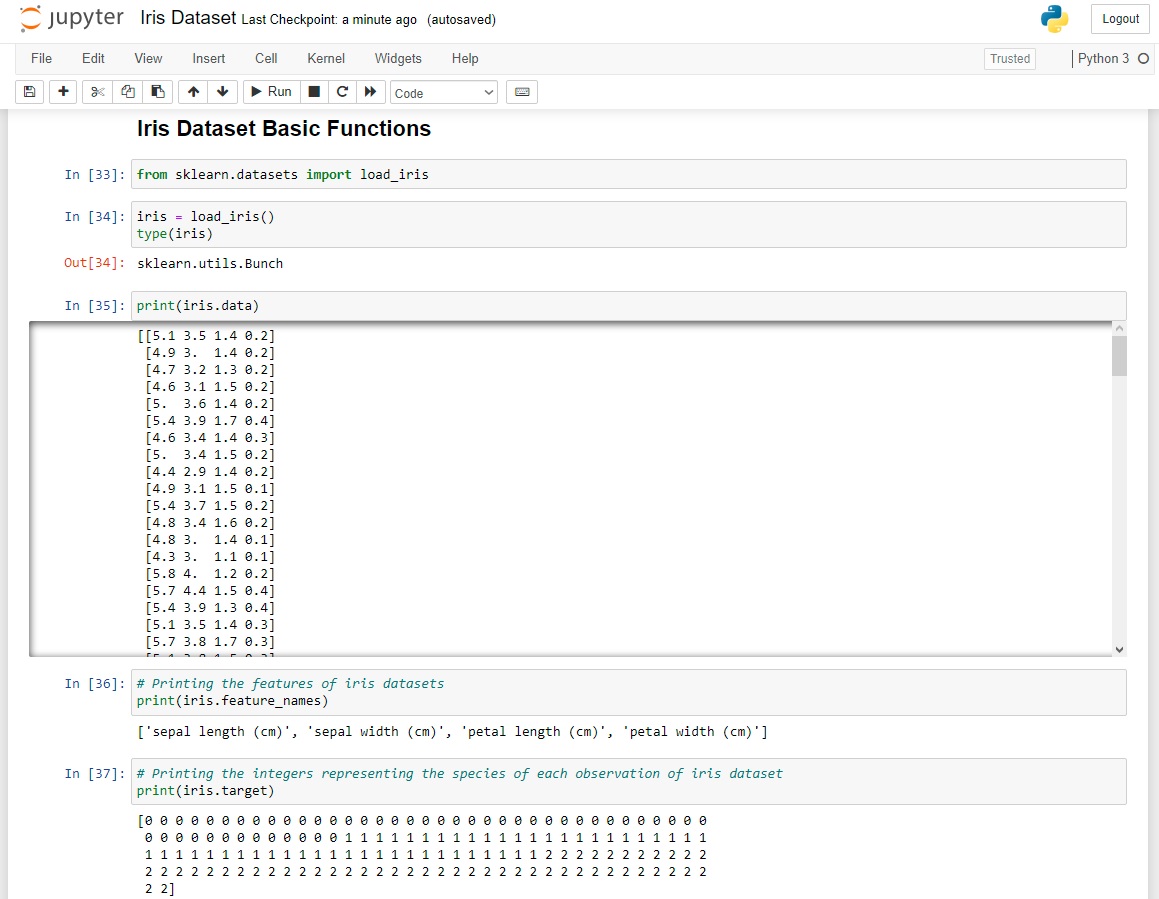 jupyter Iris Dataset Last Checkpoint: a minute ago (autosaved) Logout
File Edit View Insert Cell Kernel Widgets Help Trusted Python 3
Run Code
Iris Dataset Basic Functions
In [33]: from sklearn.datasets import load_iris
In [34]: iris = load_iris()
type(iris)
Out[34]: sklearn.utils.Bunch
In [35]: print(iris.data)
[[5.1 3.5 1.4 0.2]
[4.9 3. 1.4 0.2]
[4.7 3.2 1.3 0.2]
[4.6 3.1 1.5 0.2]
[5. 3.6 1.4 0.2]
[5.4 3.9 1.7 0.4]
[4.6 3.4 1.4 0.3]
[5. 3.4 1.5 0.2]
[4.4 2.9 1.4 0.2]
[4.9 3.1 1.5 0.1]
[5.4 3.7 1.5 0.2]
[4.8 3.4 1.6 0.2]
[4.8 3. 1.4 0.1]
[4.3 3. 1.1 0.1]
[5.8 4. 1.2 0.2]
[5.7 4.4 1.5 0.4]
[5.4 3.9 1.3 0.4]
[5.1 3.5 1.4 0.3]
[5.7 3.8 1.7 0.3]
In [36]: # Printing the features of iris datasets
print(iris.feature_names)
['sepal length (cm)', 'sepal width (cm)', 'petal length (cm)', 'petal width (cm)']
In [37]: # Printing the integers representing the species of each observation of iris dataset
print(iris.target)
[0 0 0 0 0 0 0 0 0 0 0 0 0 0 0 0 0 0 0 0 0 0 0 0 0 0 0 0 0 0 0 0 0 0 0 0 0
0 0 0 0 0 0 0 0 0 0 0 0 0 1 1 1 1 1 1 1 1 1 1 1 1 1 1 1 1 1 1 1 1 1 1 1 1
1 1 1 1 1 1 1 1 1 1 1 1 1 1 1 1 1 1 1 1 1 1 1 1 1 1 2 2 2 2 2 2 2 2 2 2 2
2 2 2 2 2 2 2 2 2 2 2 2 2 2 2 2 2 2 2 2 2 2 2 2 2 2 2 2 2 2 2 2 2 2 2 2 2
2 2]